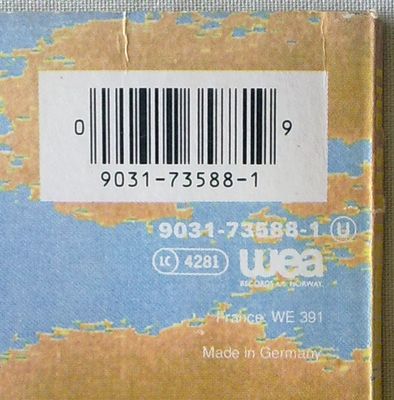 0 9
9031-73588-1
9031-73588-1 U
LC 4281 wea
RECORDS A/S NORWAY
France: WE 391
Made in Germany